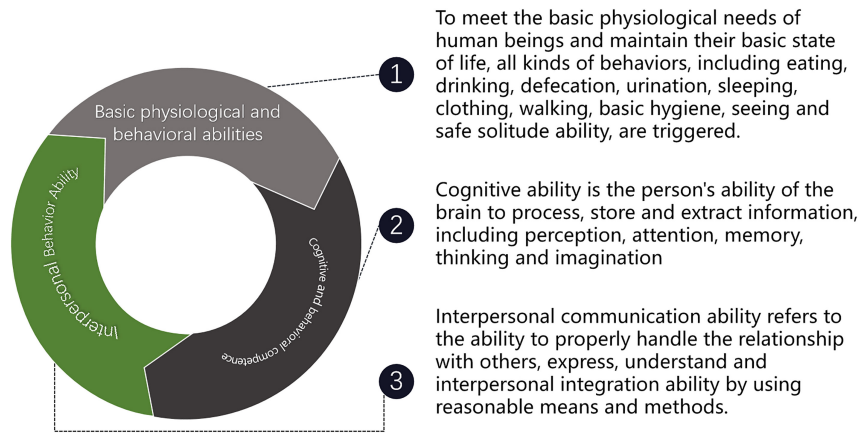 Basic physiological and
behavioral abilities
Interpersonal Behavior Ability
Cognitive and behavioral competence
1
To meet the basic physiological needs of
human beings and maintain their basic state
of life, all kinds of behaviors, including eating,
drinking, defecation, urination, sleeping,
clothing, walking, basic hygiene, seeing and
safe solitude ability, are triggered.
2
Cognitive ability is the person's ability of the
brain to process, store and extract information,
including perception, attention, memory,
thinking and imagination
3
Interpersonal communication ability refers to
the ability to properly handle the relationship
with others, express, understand and
interpersonal integration ability by using
reasonable means and methods.